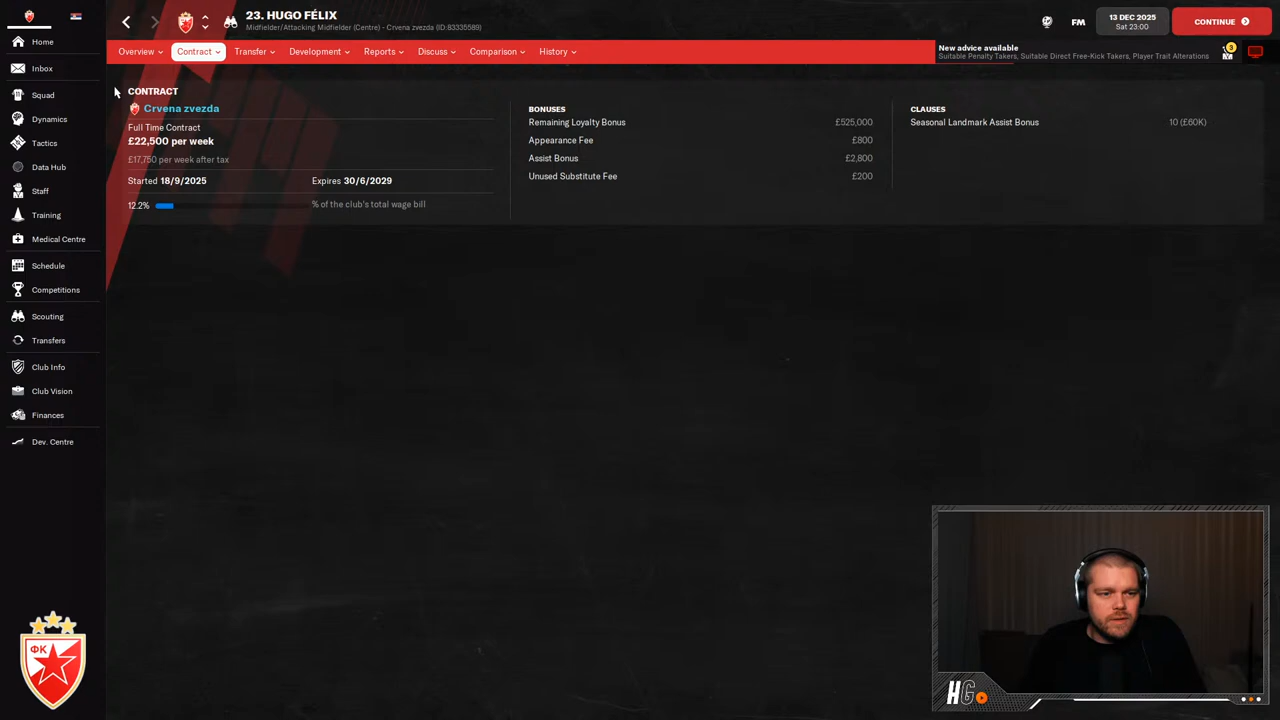 23. HUGO FÉLIX
Midfielder/Attacking Midfielder (Centre) - Crvena zvezda (ID:83335589)
FM
13 DEC 2025
Sat 23:00
CONTINUE
Home
Inbox
Squad
Dynamics
Tactics
Data Hub
Staff
Training
Medical Centre
Schedule
Competitions
Scouting
Transfers
Club Info
Club Vision
Finances
Dev. Centre
Overview
Contract
Transfer
Development
Reports
Discuss
Comparison
History
New advice available
Suitable Penalty Takers, Suitable Direct Free-Kick Takers, Player Trait Alterations
3
CONTRACT
Crvena zvezda
Full Time Contract
£22,500 per week
£17,750 per week after tax
Started 18/9/2025 Expires 30/6/2029
12.2% % of the club's total wage bill
BONUSES
Remaining Loyalty Bonus £525,000
Appearance Fee £800
Assist Bonus £2,800
Unused Substitute Fee £200
CLAUSES
Seasonal Landmark Assist Bonus 10 (£60K)
ФК
HG